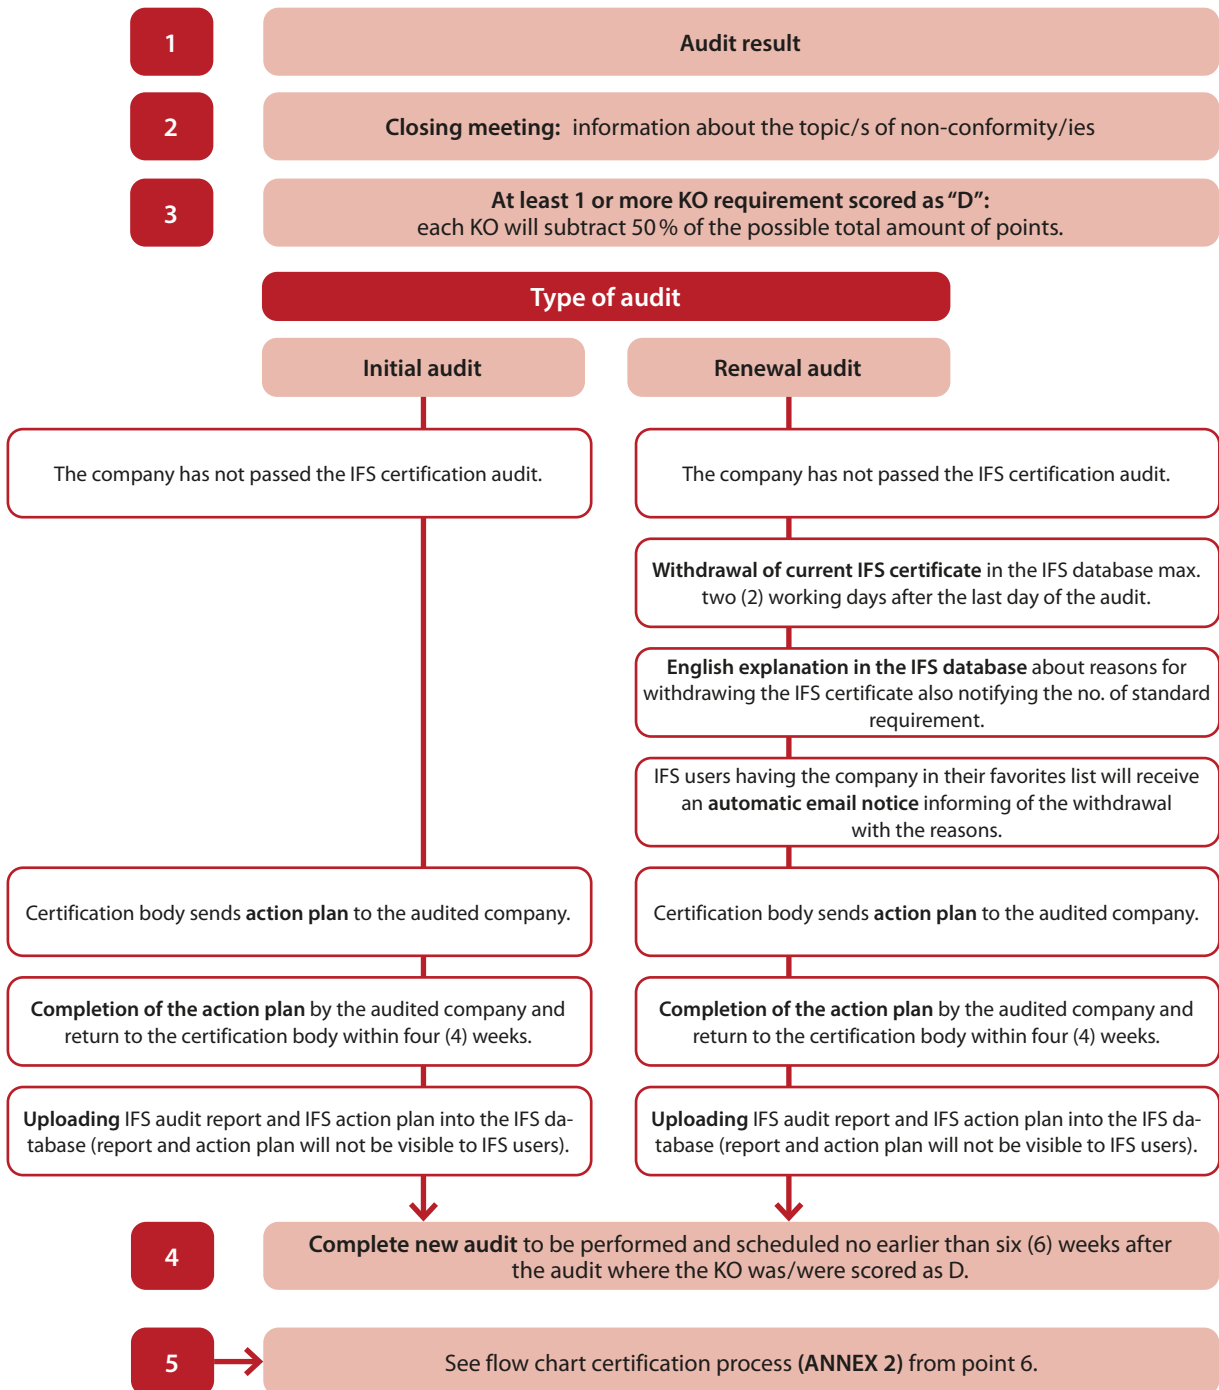 1
Audit result
2
Closing meeting: information about the topic/s of non-conformity/ies
3
At least 1 or more KO requirement scored as “D”:
each KO will subtract 50 % of the possible total amount of points.
Type of audit
Initial audit
Renewal audit
The company has not passed the IFS certification audit.
The company has not passed the IFS certification audit.
Withdrawal of current IFS certificate in the IFS database max.
two (2) working days after the last day of the audit.
English explanation in the IFS database about reasons for
withdrawing the IFS certificate also notifying the no. of standard
requirement.
IFS users having the company in their favorites list will receive
an automatic email notice informing of the withdrawal
with the reasons.
Certification body sends action plan to the audited company.
Certification body sends action plan to the audited company.
Completion of the action plan by the audited company and
return to the certification body within four (4) weeks.
Completion of the action plan by the audited company and
return to the certification body within four (4) weeks.
Uploading IFS audit report and IFS action plan into the IFS da-
tabase (report and action plan will not be visible to IFS users).
Uploading IFS audit report and IFS action plan into the IFS da-
tabase (report and action plan will not be visible to IFS users).
4
Complete new audit to be performed and scheduled no earlier than six (6) weeks after
the audit where the KO was/were scored as D.
5
See flow chart certification process (ANNEX 2) from point 6.